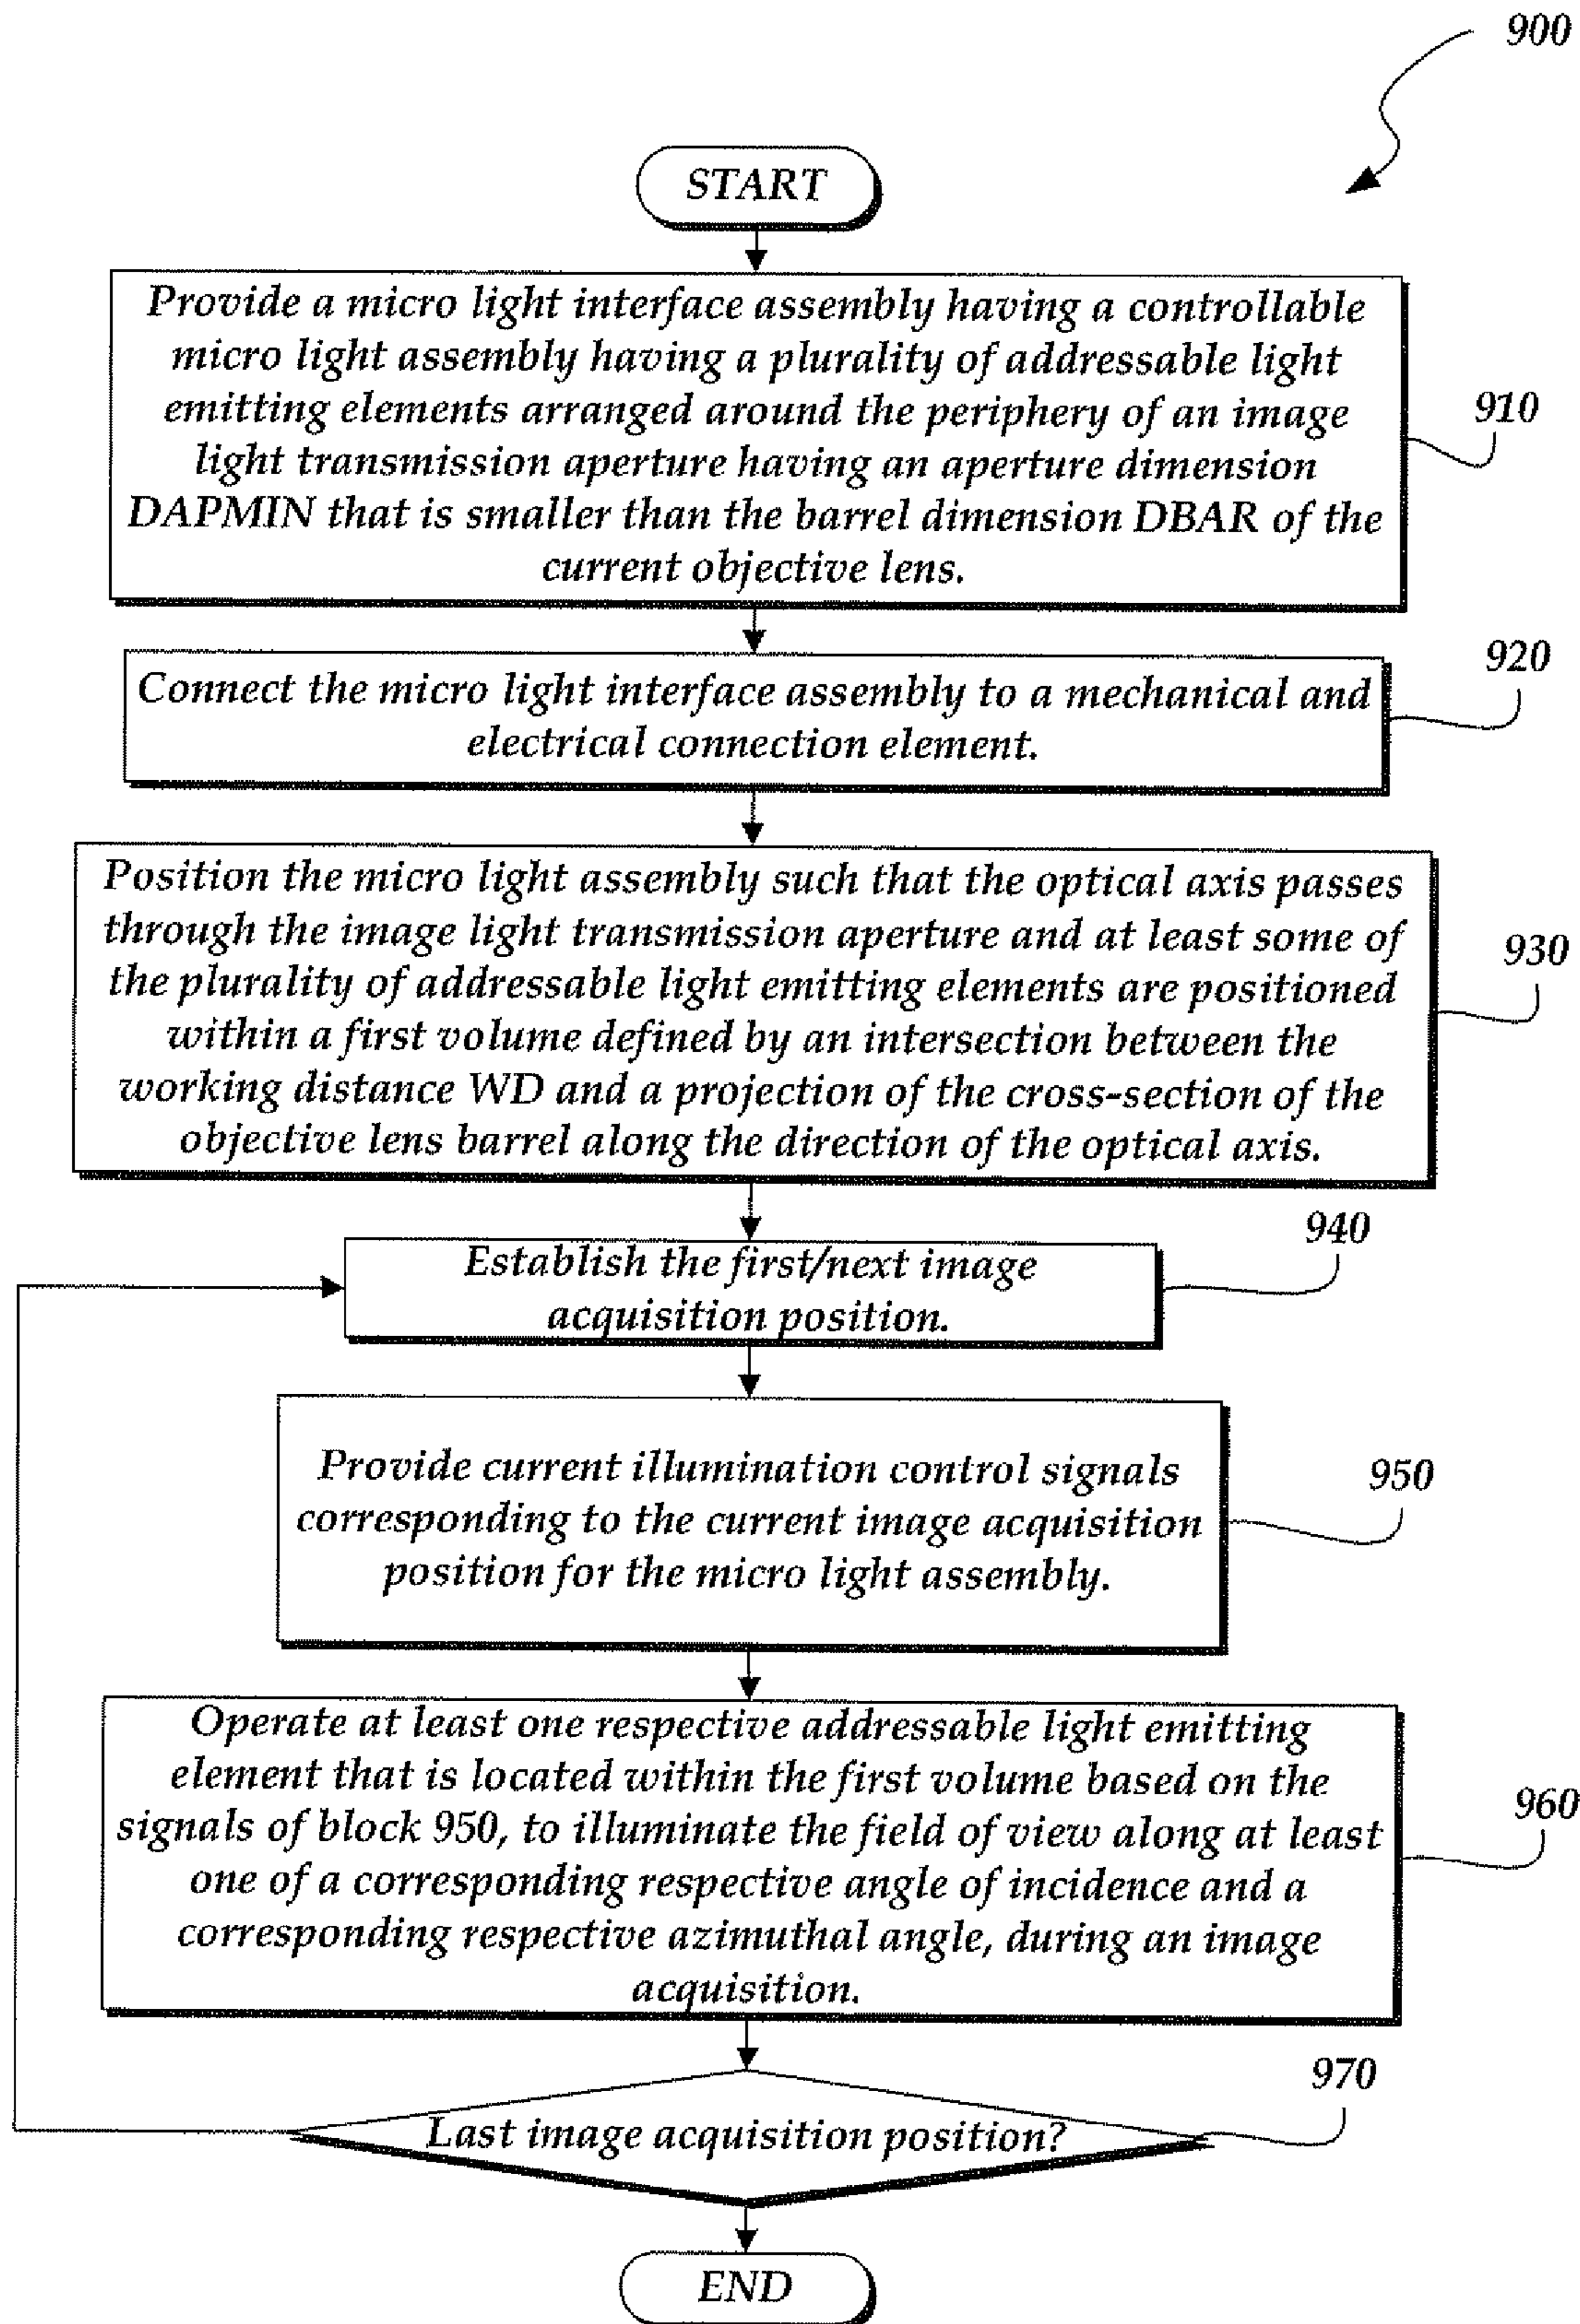 900
START
Provide a micro light interface assembly having a controllable
micro light assembly having a plurality of addressable light
emitting elements arranged around the periphery of an image
light transmission aperture having an aperture dimension
DAPMIN that is smaller than the barrel dimension DBAR of the
current objective lens.
910
Connect the micro light interface assembly to a mechanical and
electrical connection element.
920
Position the micro light assembly such that the optical axis passes
through the image light transmission aperture and at least some of
the plurality of addressable light emitting elements are positioned
within a first volume defined by an intersection between the
working distance WD and a projection of the cross-section of the
objective lens barrel along the direction of the optical axis.
930
Establish the first/next image
acquisition position.
940
Provide current illumination control signals
corresponding to the current image acquisition
position for the micro light assembly.
950
Operate at least one respective addressable light emitting
element that is located within the first volume based on the
signals of block 950, to illuminate the field of view along at least
one of a corresponding respective angle of incidence and a
corresponding respective azimuthal angle, during an image
acquisition.
960
Last image acquisition position?
970
END